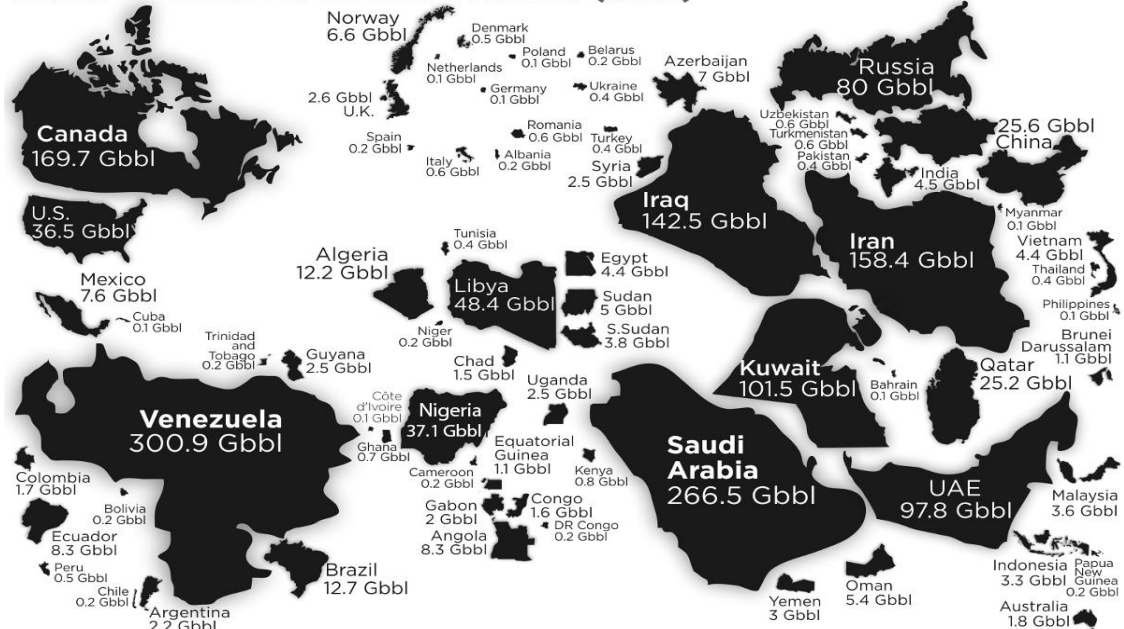 Norway
6.6 Gbbl
Denmark
0.5 Gbbl
Netherlands
0.1 Gbbl
Poland
0.1 Gbbl
Belarus
0.2 Gbbl
Germany
0.1 Gbbl
Ukraine
0.4 Gbbl
Azerbaijan
7 Gbbl
Russia
80 Gbbl
Canada
169.7 Gbbl
2.6 Gbbl
U.K.
Spain
0.2 Gbbl
Italy
0.6 Gbbl
Romania
0.6 Gbbl
Albania
0.2 Gbbl
Turkey
0.4 Gbbl
Syria
2.5 Gbbl
Uzbekistan
0.6 Gbbl
Turkmenistan
0.6 Gbbl
Pakistan
0.4 Gbbl
25.6 Gbbl
China
India
4.5 Gbbl
U.S.
36.5 Gbbl
Iraq
142.5 Gbbl
Iran
158.4 Gbbl
Myanmar
0.1 Gbbl
Vietnam
4.4 Gbbl
Thailand
0.4 Gbbl
Philippines
0.1 Gbbl
Mexico
7.6 Gbbl
Cuba
0.1 Gbbl
Algeria
12.2 Gbbl
Tunisia
0.4 Gbbl
Libya
48.4 Gbbl
Egypt
4.4 Gbbl
Sudan
5 Gbbl
S.Sudan
3.8 Gbbl
Niger
0.2 Gbbl
Chad
1.5 Gbbl
Trinidad
and
Tobago
0.2 Gbbl
Guyana
2.5 Gbbl
Kuwait
101.5 Gbbl
Bahrain
0.1 Gbbl
Qatar
25.2 Gbbl
Brunei
Darussalam
1.1 Gbbl
Venezuela
300.9 Gbbl
Côte
d'Ivoire
0.1 Gbbl
Ghana
0.7 Gbbl
Nigeria
37.1 Gbbl
Uganda
2.5 Gbbl
Equatorial
Guinea
1.1 Gbbl
Cameroon
0.2 Gbbl
Kenya
0.8 Gbbl
Saudi
Arabia
266.5 Gbbl
UAE
97.8 Gbbl
Malaysia
3.6 Gbbl
Colombia
1.7 Gbbl
Bolivia
0.2 Gbbl
Ecuador
8.3 Gbbl
Peru
0.5 Gbbl
Chile
0.2 Gbbl
Argentina
2.2 Gbbl
Brazil
12.7 Gbbl
Gabon
2 Gbbl
Congo
1.6 Gbbl
DR Congo
0.2 Gbbl
Angola
8.3 Gbbl
Yemen
3 Gbbl
Oman
5.4 Gbbl
Indonesia
3.3 Gbbl
Papua
New
Guinea
0.2 Gbbl
Australia
1.8 Gbbl